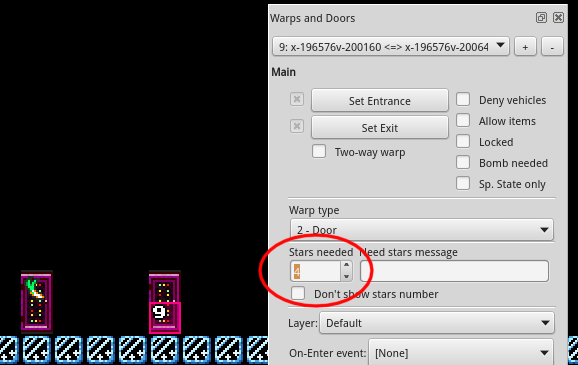 Warps and Doors
9: x-196576v-200160 <=> x-196576v-20064
+
-
Main
Set Entrance
Deny vehicles
Allow items
Set Exit
Locked
Two-way warp
Bomb needed
Sp. State only
Warp type
2 - Door
Stars needed
Need stars message
4
9
Don't show stars number
Layer:
Default
On-Enter event:
[None]